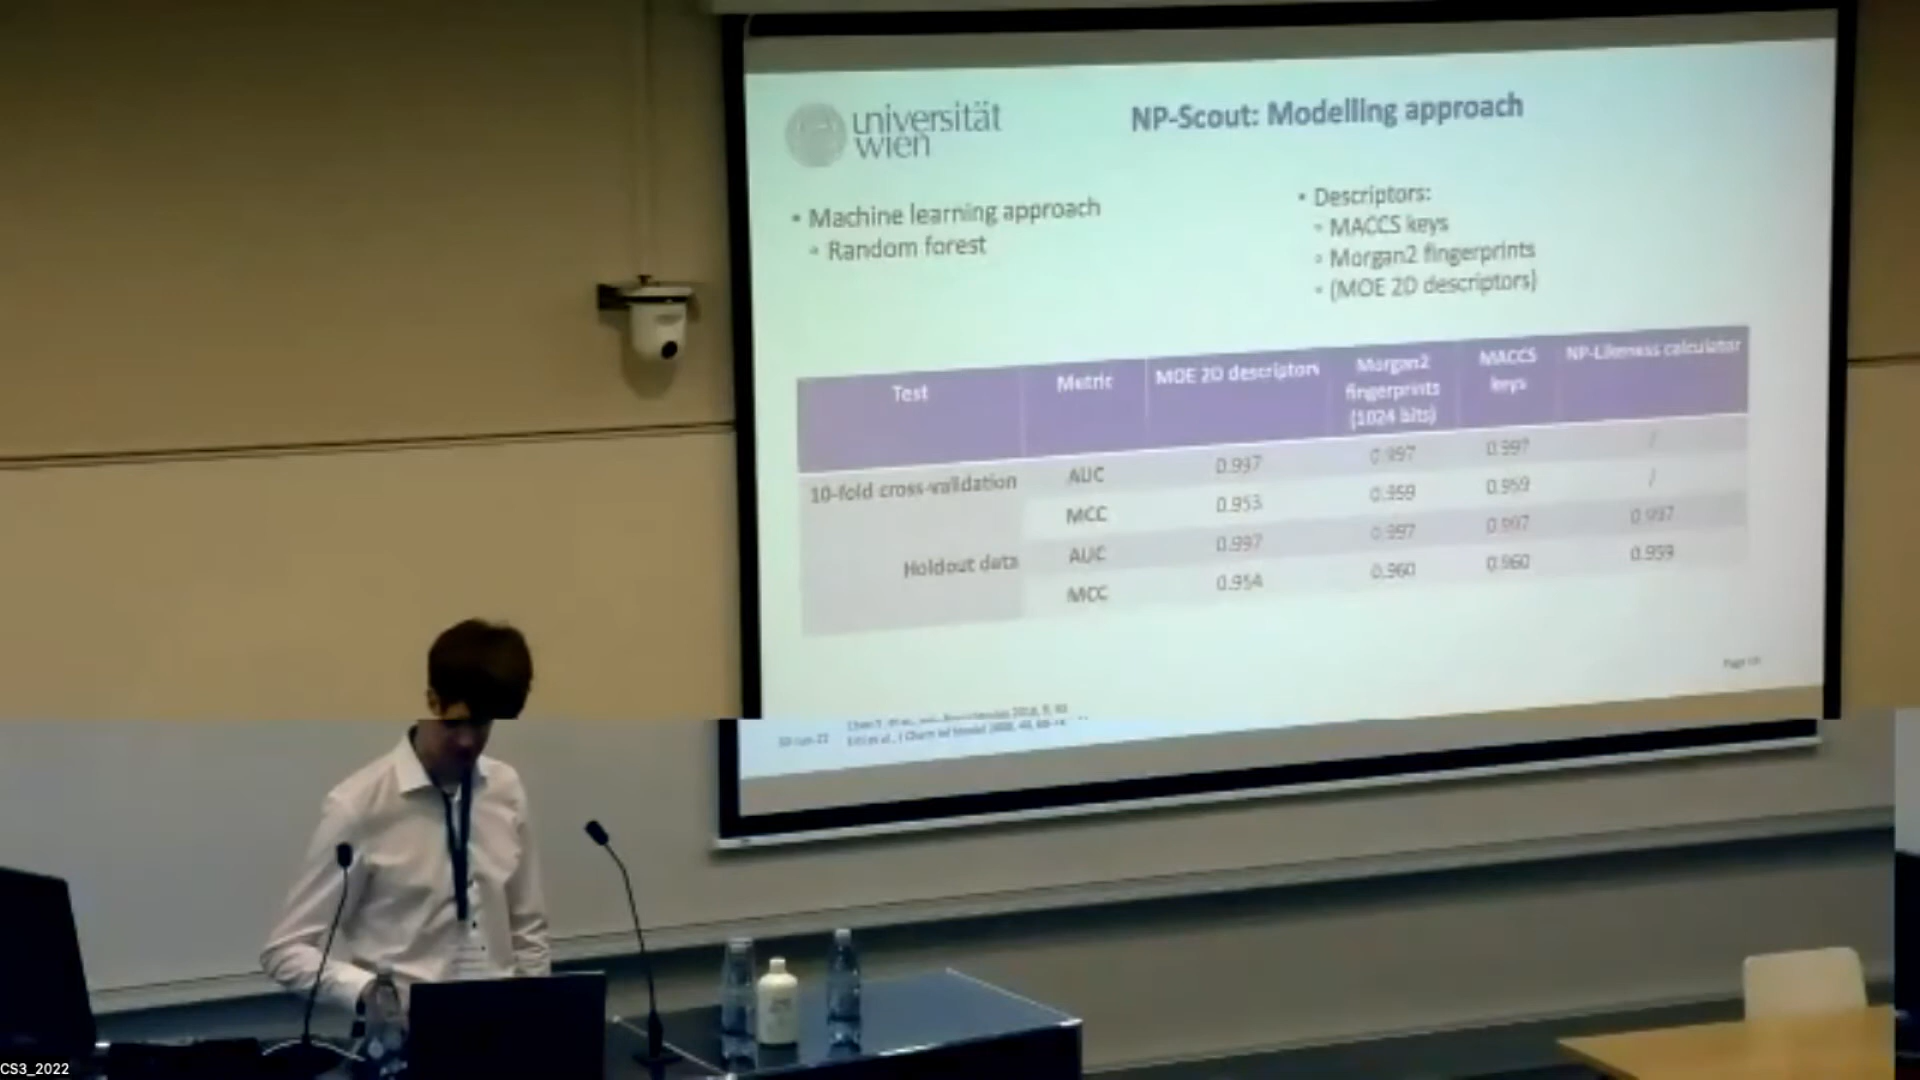 universität
wien
NP-Scout: Modelling approach
• Machine learning approach
◦ Random forest
• Descriptors:
◦ MACCS keys
◦ Morgan2 fingerprints
◦ (MOE 2D descriptors)
Test Metric MOE 2D descriptors Morgan2 fingerprints (1024 bits) MACCS keys NP-Likeness calculator
10-fold cross-validation AUC 0.997 0.997 0.997 /
MCC 0.953 0.959 0.959 /
Holdout data AUC 0.997 0.997 0.997 0.997
MCC 0.954 0.960 0.960 0.959
Page
CS3_2022